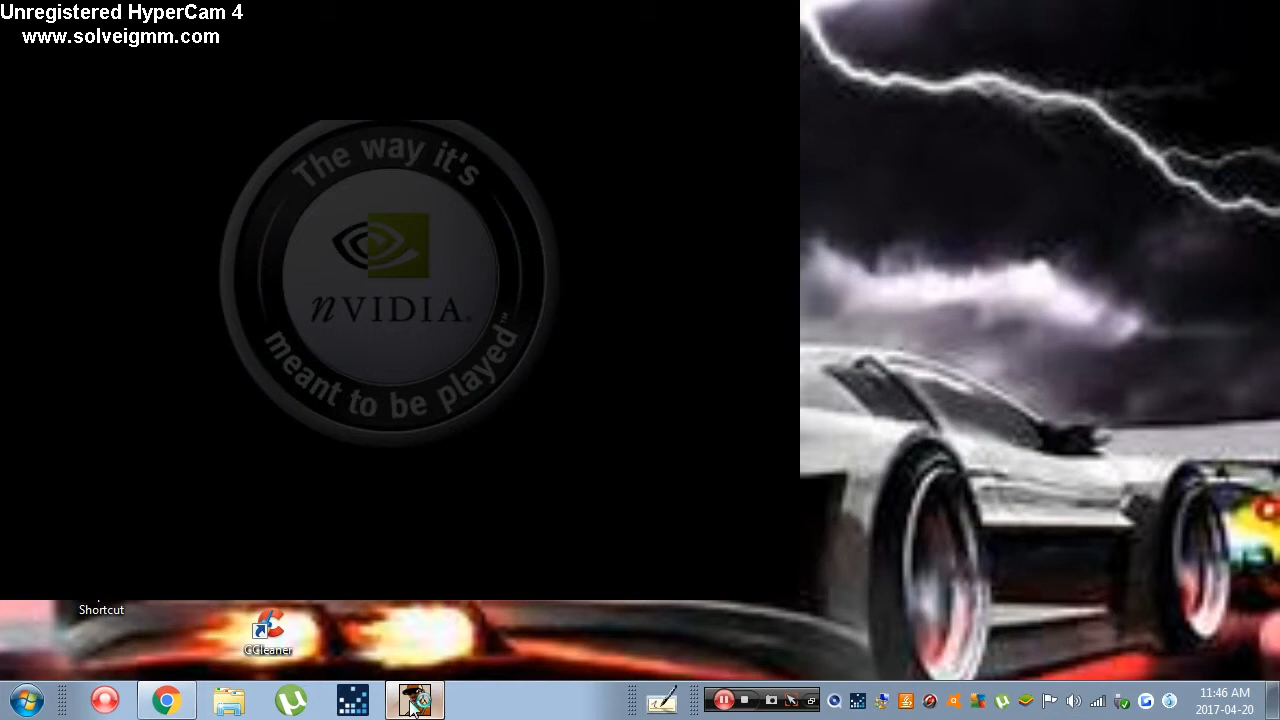 Unregistered HyperCam 4
www.solveigmm.com
The way it's
nVIDIA.
meant to be played™
Shortcut
CCleaner
11:46 AM
2017-04-20